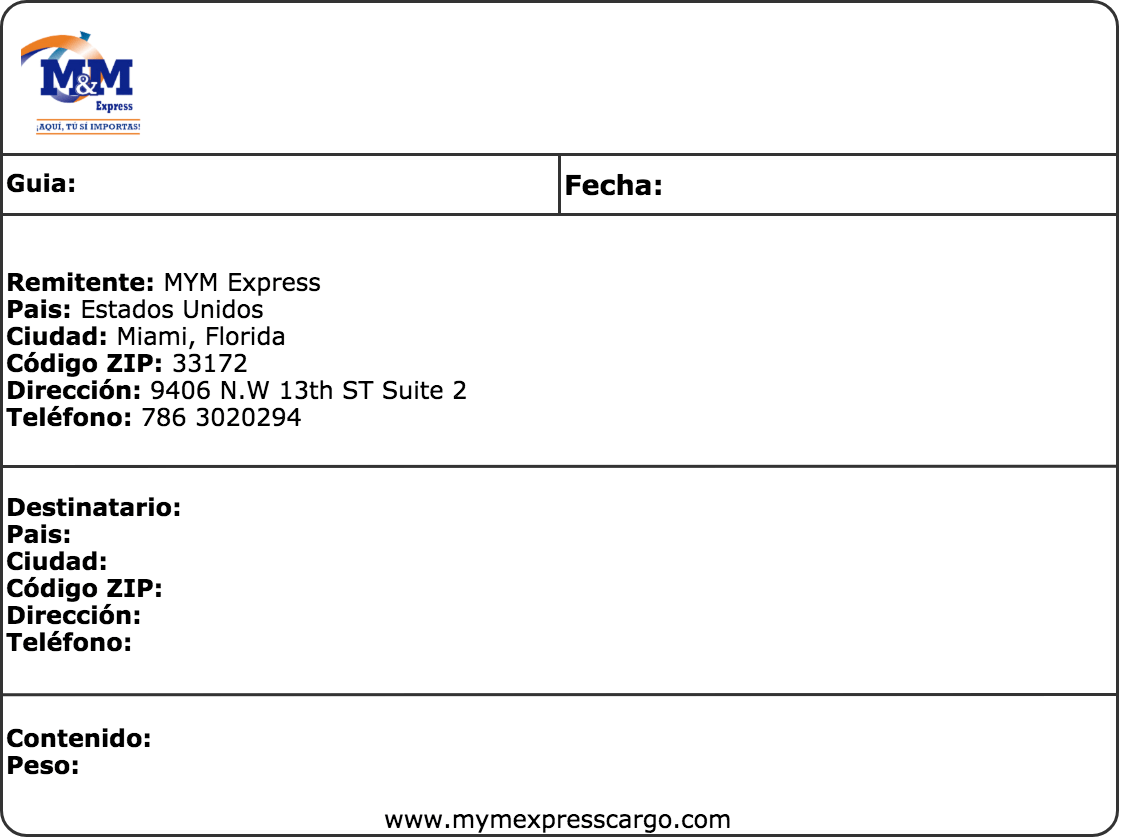 M&M
Express
¡AQUÍ, TÚ SÍ IMPORTAS!
Guia:
Fecha:
Remitente: MYM Express
Pais: Estados Unidos
Ciudad: Miami, Florida
Código ZIP: 33172
Dirección: 9406 N.W 13th ST Suite 2
Teléfono: 786 3020294
Destinatario:
Pais:
Ciudad:
Código ZIP:
Dirección:
Teléfono:
Contenido:
Peso:
www.mymexpresscargo.com